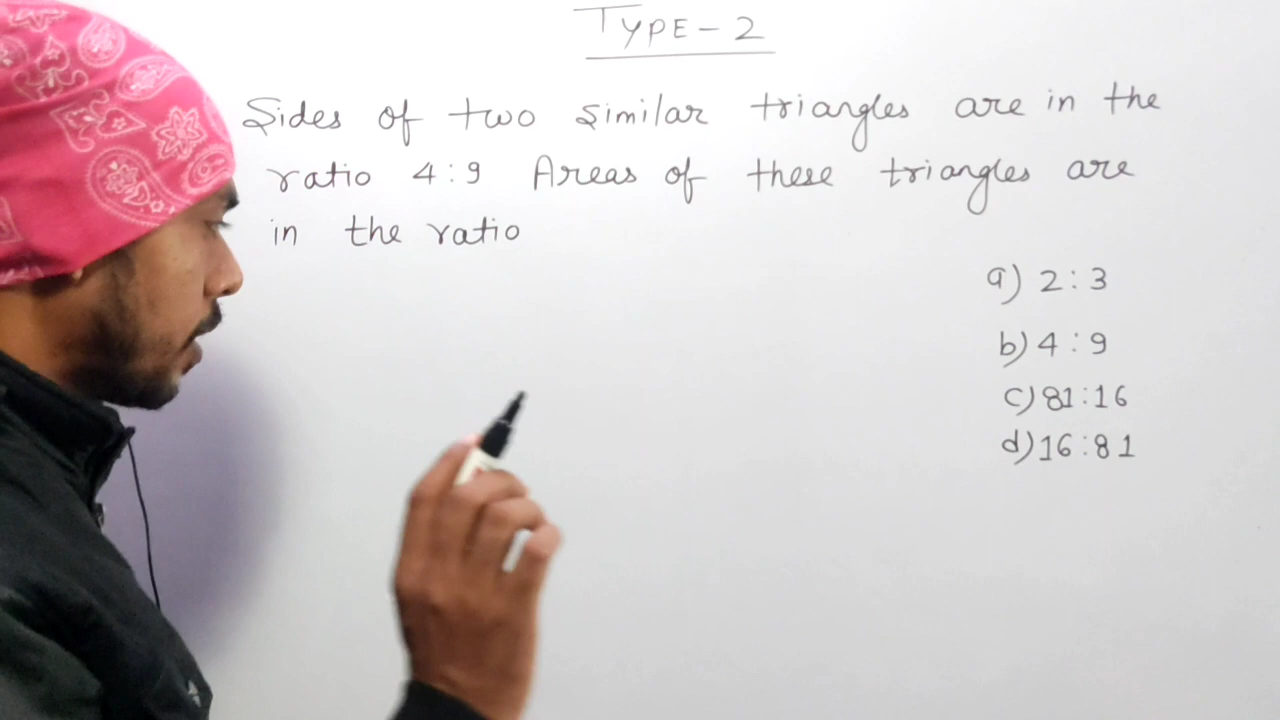 TYPE-2
Sides of two similar triangles are in the
ratio 4:9 Areas of these triangles are
in the ratio
a) 2:3
b) 4:9
c) 81:16
d) 16:81